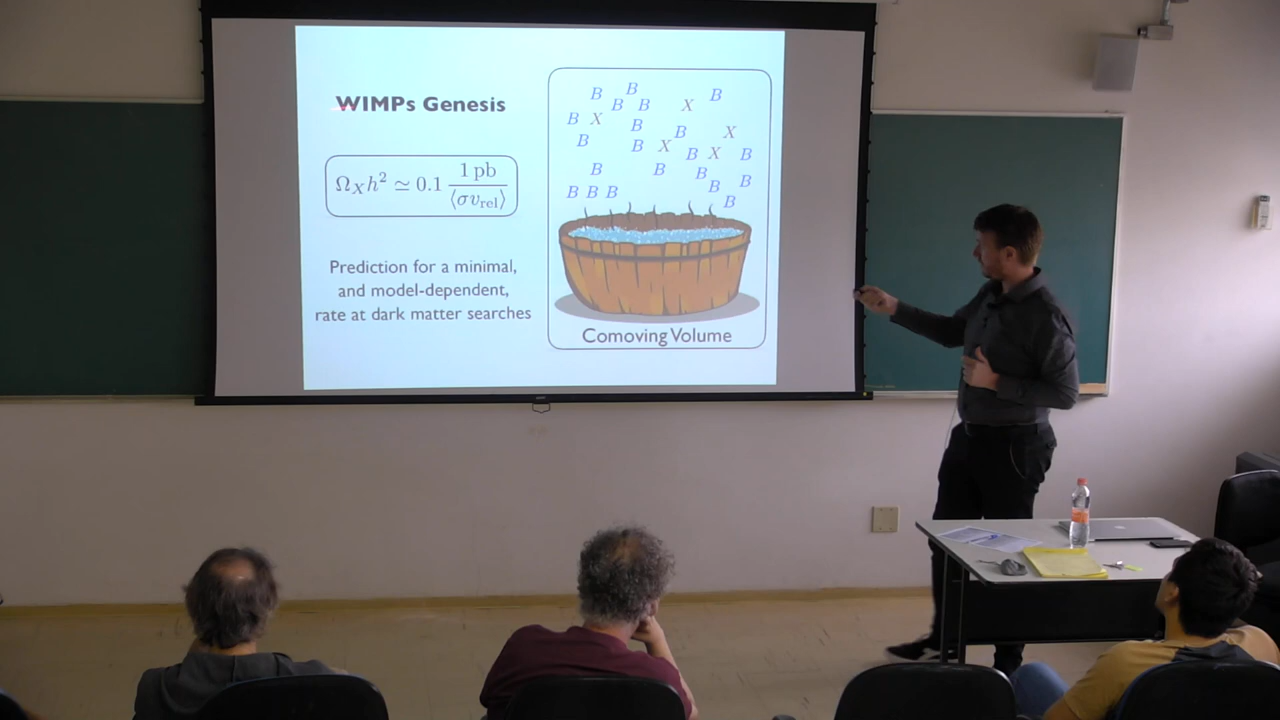 WIMPs Genesis
Ω_X h² ≃ 0.1 1 pb / ⟨σv_rel⟩
Prediction for a minimal,
and model-dependent,
rate at dark matter searches
B B B B B X B
B X B B X
B B X B X B
B B B B B
B B B B
Comoving Volume